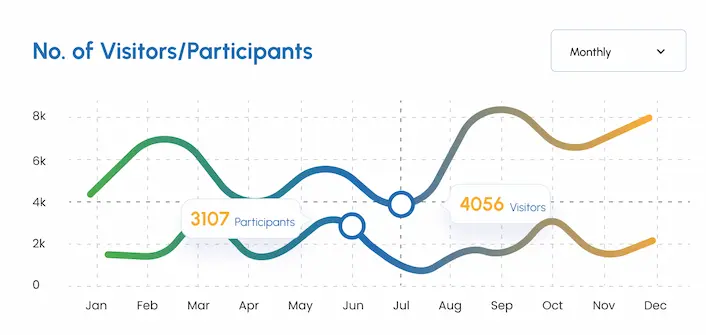 No. of Visitors/Participants
Monthly
8k
6k
4k
2k
0
3107 Participants
4056 Visitors
Jan Feb Mar Apr May Jun Jul Aug Sep Oct Nov Dec